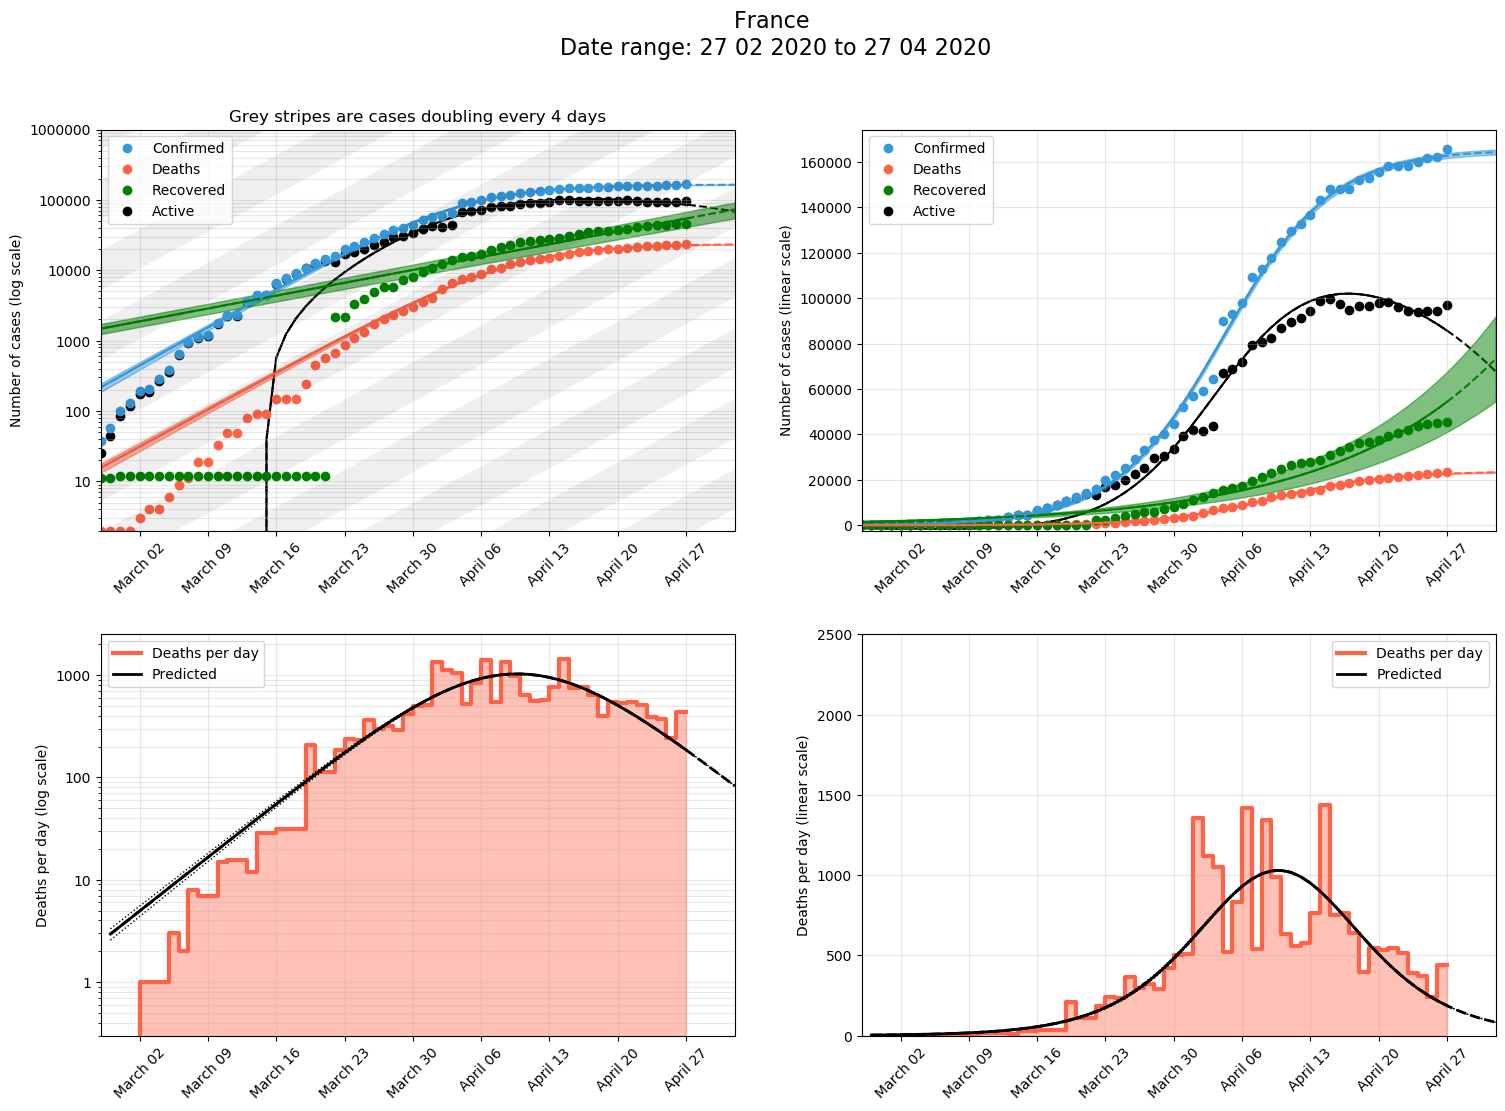 France
Date range: 27 02 2020 to 27 04 2020
Grey stripes are cases doubling every 4 days
Number of cases (log scale)
1000000
100000
10000
1000
100
10
Confirmed
Deaths
Recovered
Active
March 02
March 09
March 16
March 23
March 30
April 06
April 13
April 20
April 27
Number of cases (linear scale)
160000
140000
120000
100000
80000
60000
40000
20000
0
Confirmed
Deaths
Recovered
Active
March 02
March 09
March 16
March 23
March 30
April 06
April 13
April 20
April 27
Deaths per day (log scale)
1000
100
10
1
Deaths per day
Predicted
March 02
March 09
March 16
March 23
March 30
April 06
April 13
April 20
April 27
Deaths per day (linear scale)
2500
2000
1500
1000
500
0
Deaths per day
Predicted
March 02
March 09
March 16
March 23
March 30
April 06
April 13
April 20
April 27